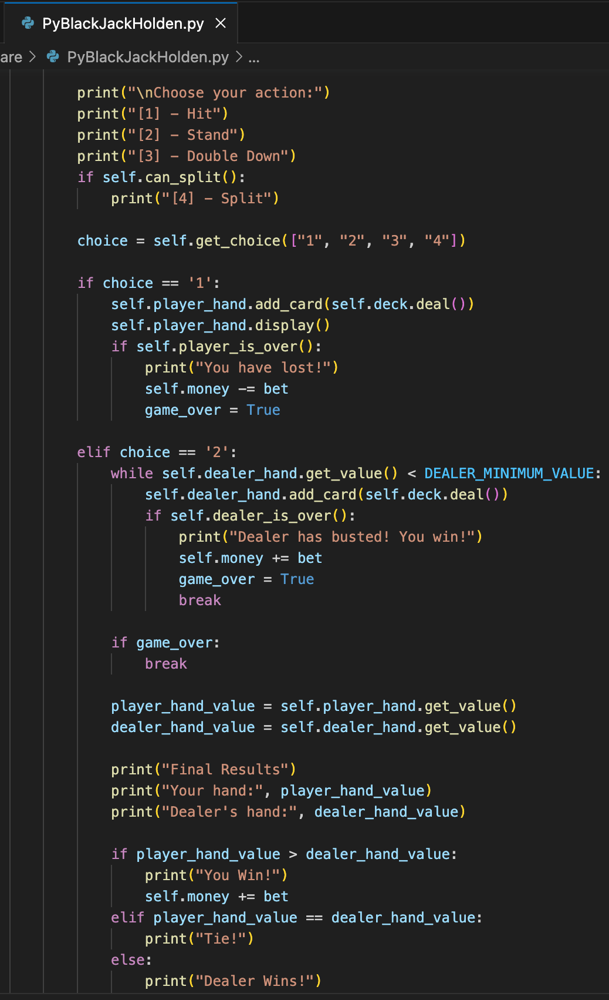 PyBlackJackHolden.py ×
are > PyBlackJackHolden.py > ...
print("\nChoose your action:")
print("[1] - Hit")
print("[2] - Stand")
print("[3] - Double Down")
if self.can_split():
print("[4] - Split")
choice = self.get_choice(["1", "2", "3", "4"])
if choice == '1':
self.player_hand.add_card(self.deck.deal())
self.player_hand.display()
if self.player_is_over():
print("You have lost!")
self.money -= bet
game_over = True
elif choice == '2':
while self.dealer_hand.get_value() < DEALER_MINIMUM_VALUE:
self.dealer_hand.add_card(self.deck.deal())
if self.dealer_is_over():
print("Dealer has busted! You win!")
self.money += bet
game_over = True
break
if game_over:
break
player_hand_value = self.player_hand.get_value()
dealer_hand_value = self.dealer_hand.get_value()
print("Final Results")
print("Your hand:", player_hand_value)
print("Dealer's hand:", dealer_hand_value)
if player_hand_value > dealer_hand_value:
print("You Win!")
self.money += bet
elif player_hand_value == dealer_hand_value:
print("Tie!")
else:
print("Dealer Wins!")